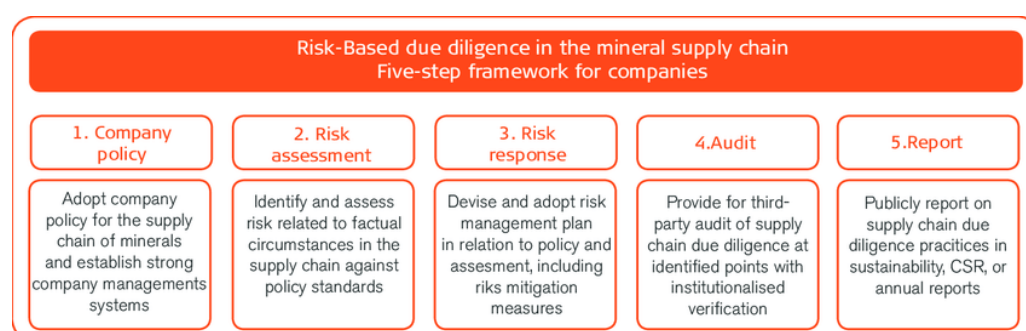 Risk-Based due diligence in the mineral supply chain
Five-step framework for companies
1. Company
policy
2. Risk
assessment
3. Risk
response
4.Audit
5.Report
Adopt company
policy for the supply
chain of minerals
and establish strong
company managements
systems
Identify and assess
risk related to factual
circumstances in the
supply chain against
policy standards
Devise and adopt risk
management plan
in relation to policy and
assesment, including
riks mitigation
measures
Provide for third-
party audit of supply
chain due diligence at
identified points with
institutionalised
verification
Publicly report on
supply chain due
diligence pracitices in
sustainability, CSR, or
annual reports